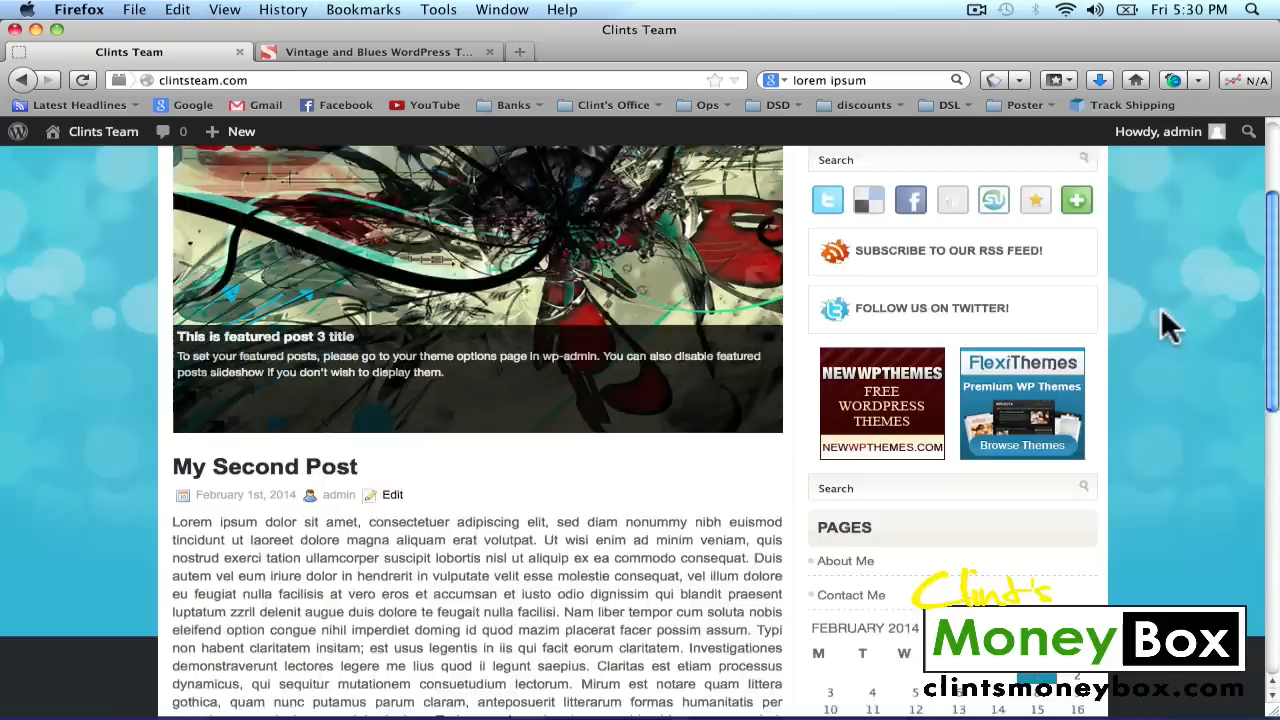 Firefox File Edit View History Bookmarks Tools Window Help Fri 5:30 PM
Clints Team
Clints Team Vintage and Blues WordPress T...
clintsteam.com lorem ipsum N/A
Latest Headlines Google Gmail Facebook YouTube Banks Clint's Office Ops DSD discounts DSL Poster Track Shipping
Clints Team 0 New Howdy, admin
Search
SUBSCRIBE TO OUR RSS FEED!
FOLLOW US ON TWITTER!
This is featured post 3 title
To set your featured posts, please go to your theme options page in wp-admin. You can also disable featured
posts slideshow if you don't wish to display them.
NEWWPTHEMES
FREE
WORDPRESS
THEMES
NEWWPTHEMES.COM
FlexiThemes
Premium WP Themes
Browse Themes
My Second Post
February 1st, 2014 admin Edit
Lorem ipsum dolor sit amet, consectetuer adipiscing elit, sed diam nonummy nibh euismod
tincidunt ut laoreet dolore magna aliquam erat volutpat. Ut wisi enim ad minim veniam, quis
nostrud exerci tation ullamcorper suscipit lobortis nisl ut aliquip ex ea commodo consequat. Duis
autem vel eum iriure dolor in hendrerit in vulputate velit esse molestie consequat, vel illum dolore
eu feugiat nulla facilisis at vero eros et accumsan et iusto odio dignissim qui blandit praesent
luptatum zzril delenit augue duis dolore te feugait nulla facilisi. Nam liber tempor cum soluta nobis
eleifend option congue nihil imperdiet doming id quod mazim placerat facer possim assum. Typi
non habent claritatem insitam; est usus legentis in iis qui facit eorum claritatem. Investigationes
demonstraverunt lectores legere me lius quod ii legunt saepius. Claritas est etiam processus
dynamicus, qui sequitur mutationem consuetudium lectorum. Mirum est notare quam littera
gothica, quam nunc putamus parum claram, anteposuerit litterarum formas humanitatis per
Search
PAGES
About Me
Contact Me
FEBRUARY 2014
M T W
2
3 4 5 6
10 11 12 13 14 15 16
Clint's
Money Box
clintsmoneybox.com